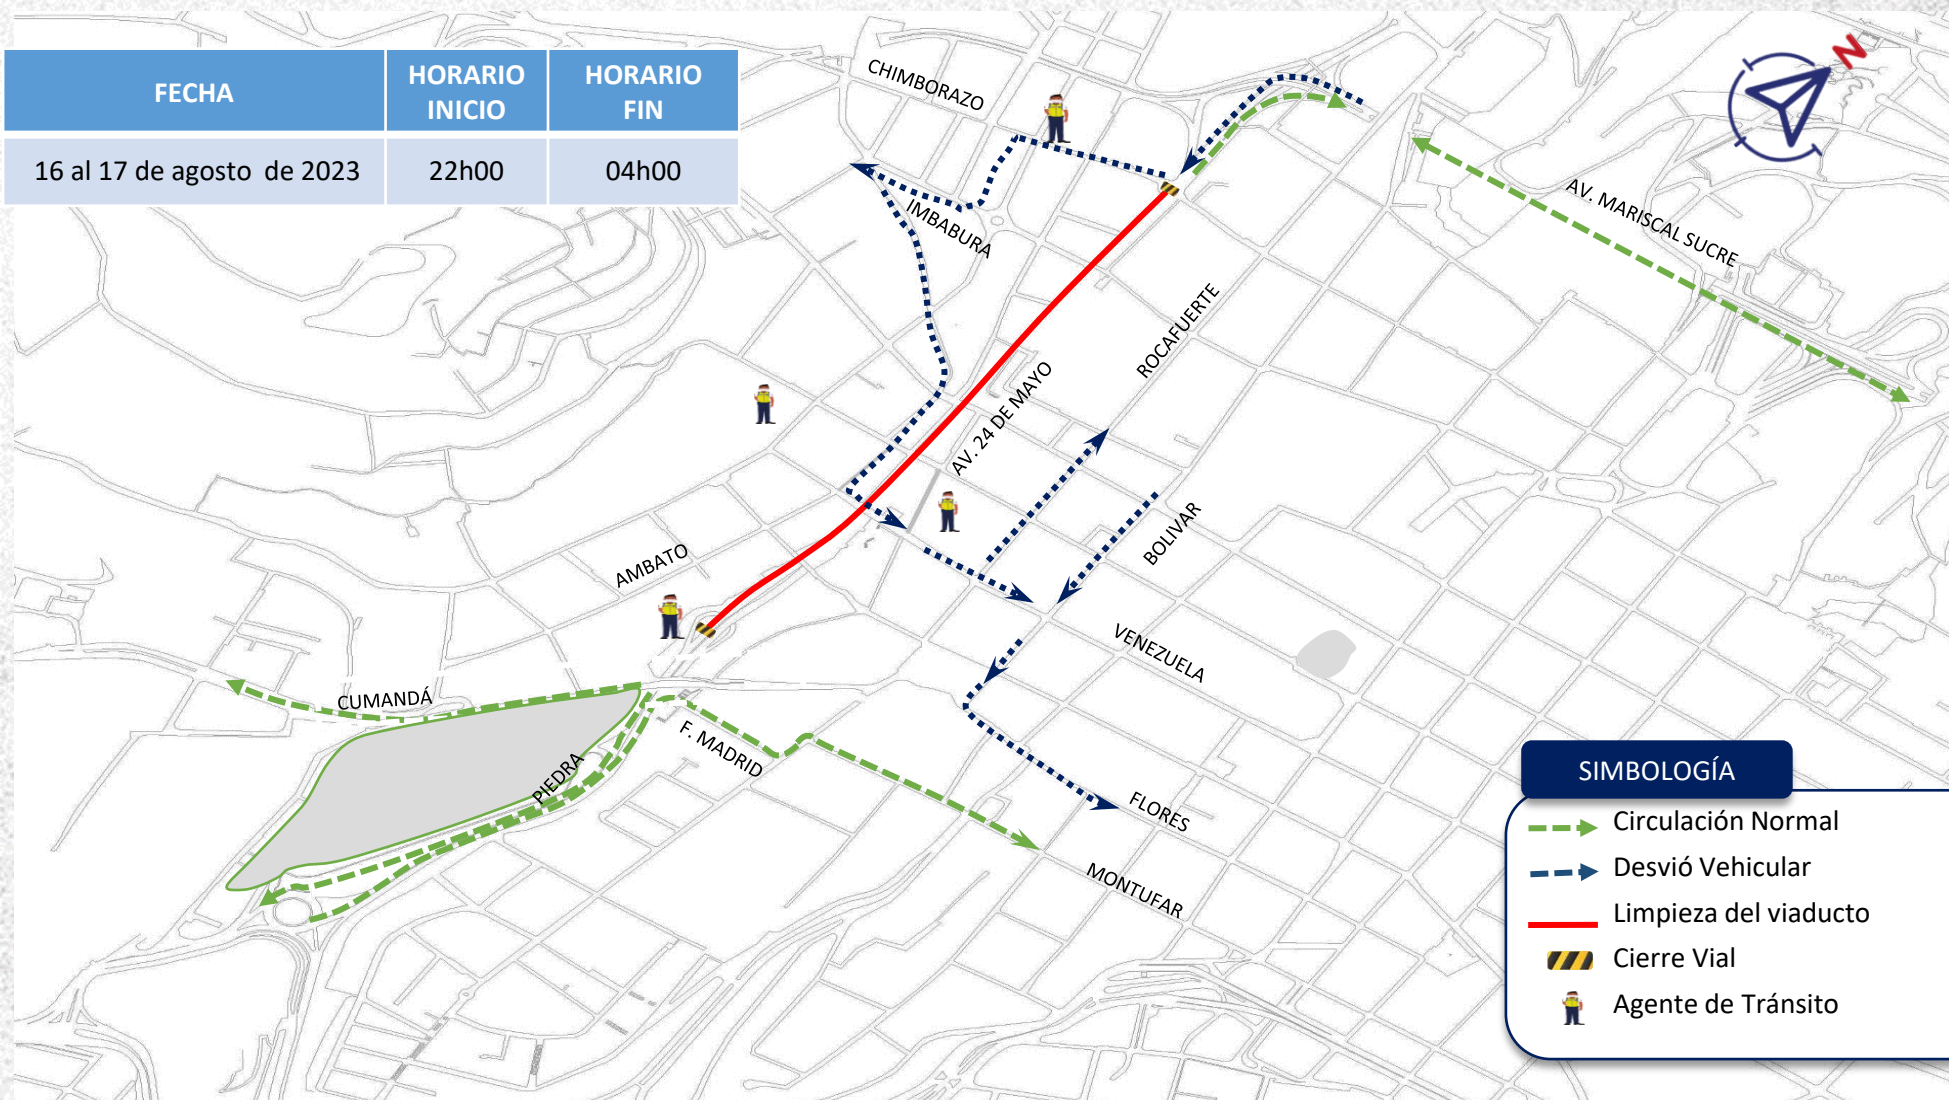 FECHA
HORARIO INICIO
HORARIO FIN
16 al 17 de agosto de 2023
22h00
04h00
N
CHIMBORAZO
IMBABURA
AV. MARISCAL SUCRE
ROCAFUERTE
AV. 24 DE MAYO
BOLIVAR
AMBATO
VENEZUELA
CUMANDÁ
F. MADRID
PIEDRA
FLORES
MONTUFAR
SIMBOLOGÍA
Circulación Normal
Desvió Vehicular
Limpieza del viaducto
Cierre Vial
Agente de Tránsito